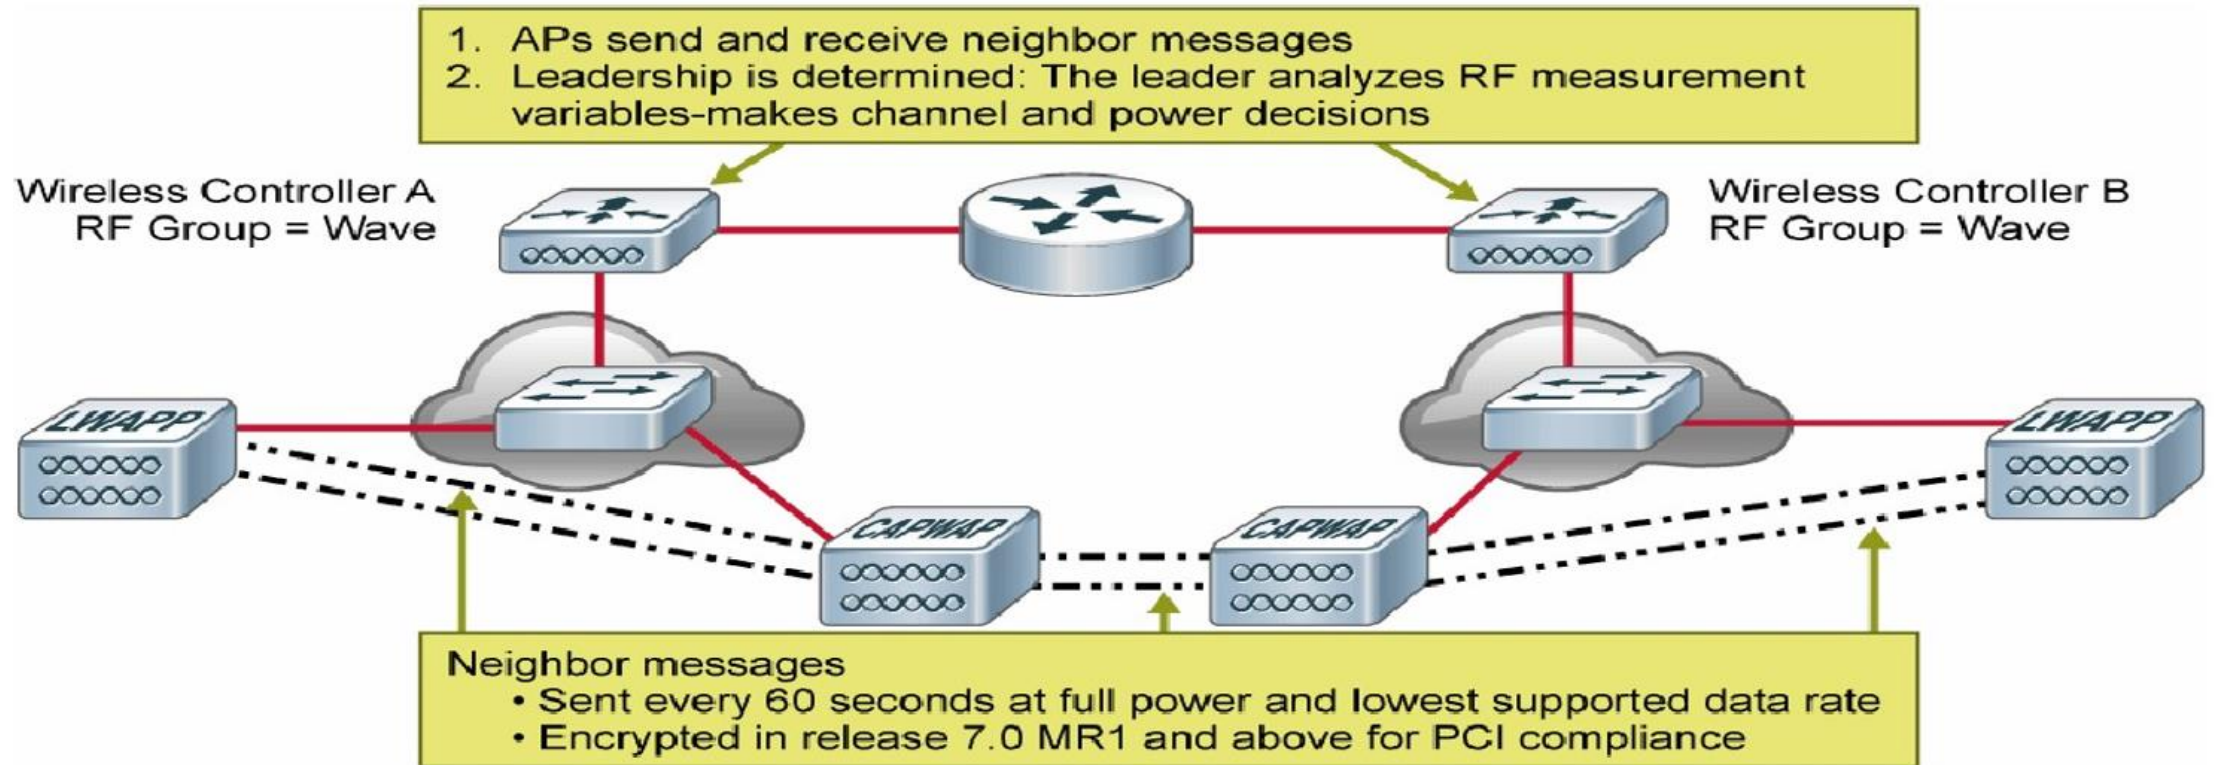 1. APs send and receive neighbor messages
2. Leadership is determined: The leader analyzes RF measurement
variables-makes channel and power decisions
Wireless Controller A
RF Group = Wave
Wireless Controller B
RF Group = Wave
LWAPP
LWAPP
CAPWAP
CAPWAP
Neighbor messages
• Sent every 60 seconds at full power and lowest supported data rate
• Encrypted in release 7.0 MR1 and above for PCI compliance